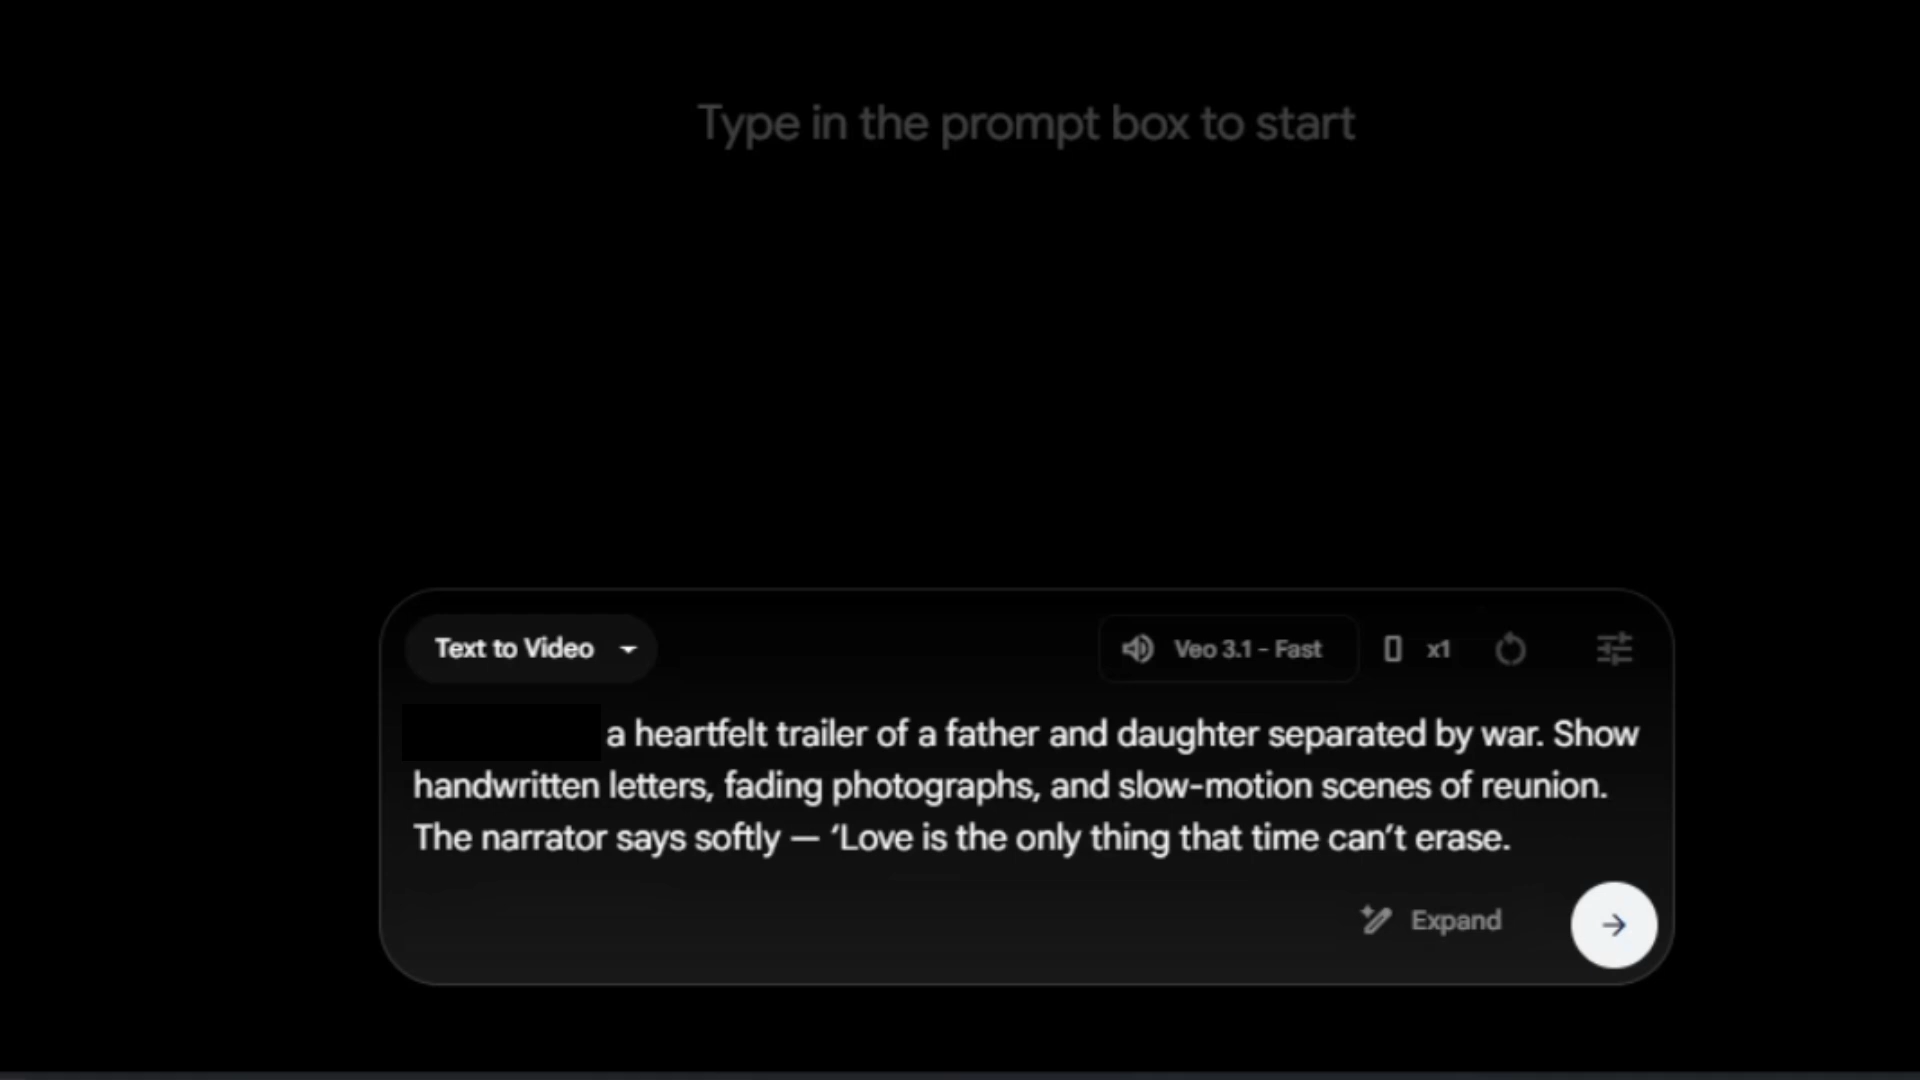 Type in the prompt box to start
Text to Video
Veo 3.1 - Fast
x1
a heartfelt trailer of a father and daughter separated by war. Show
handwritten letters, fading photographs, and slow-motion scenes of reunion.
The narrator says softly — ‘Love is the only thing that time can’t erase.
Expand